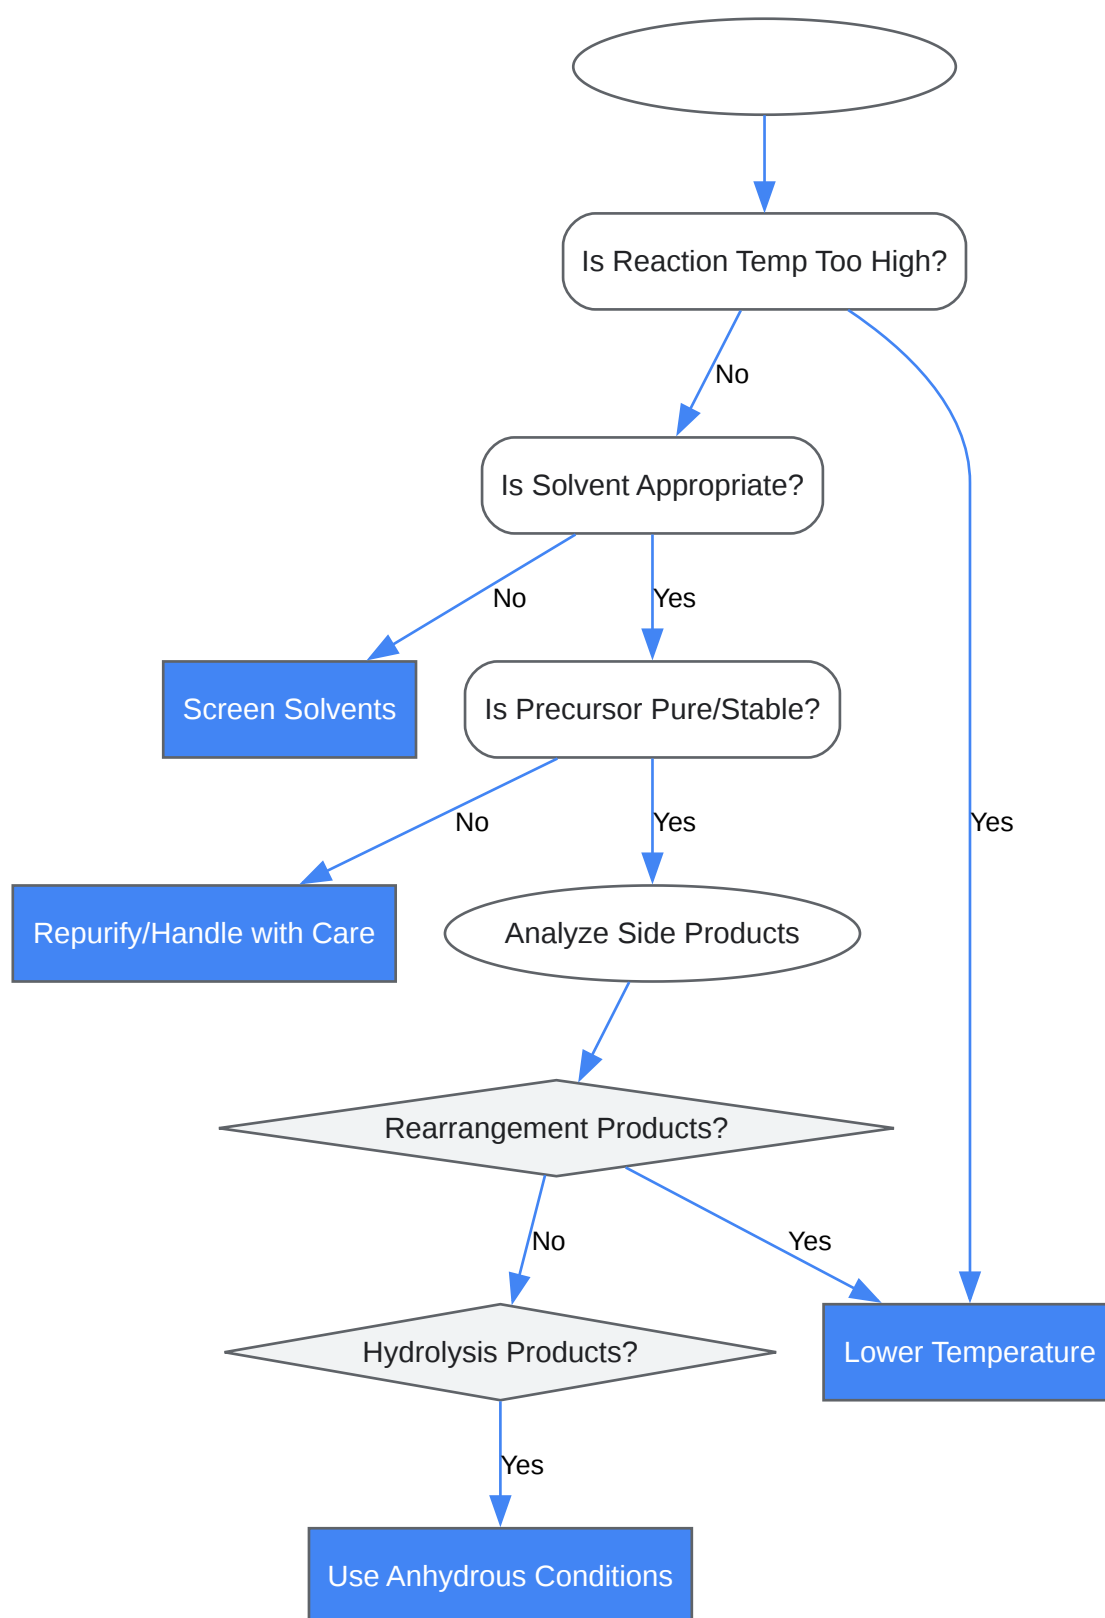 Is Reaction Temp Too High?
No
Is Solvent Appropriate?
No
Yes
Screen Solvents
Is Precursor Pure/Stable?
No
Yes
Yes
Repurify/Handle with Care
Analyze Side Products
Rearrangement Products?
No
Yes
Hydrolysis Products?
Lower Temperature
Yes
Use Anhydrous Conditions